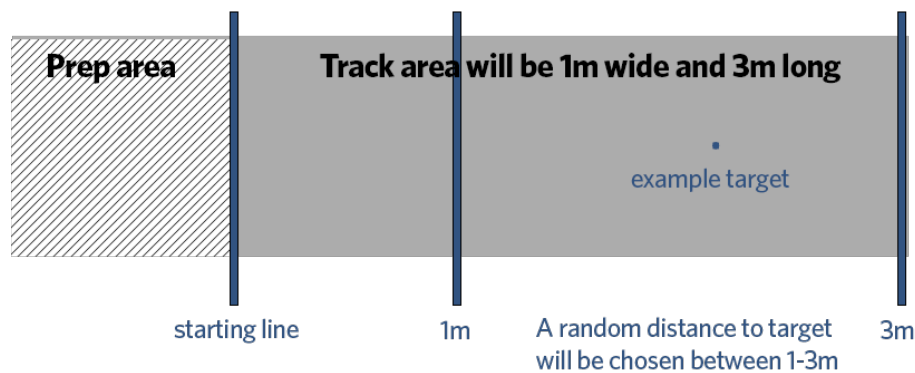 Prep area
Track area will be 1m wide and 3m long
example target
starting line
1m
A random distance to target
will be chosen between 1-3m
3m